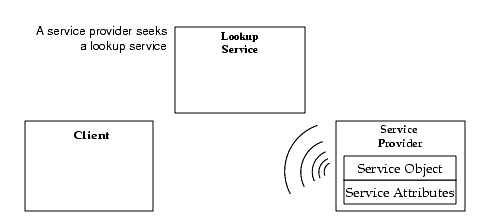 A service provider seeks
a lookup service
Lookup
Service
Client
Service
Provider
Service Object
Service Attributes